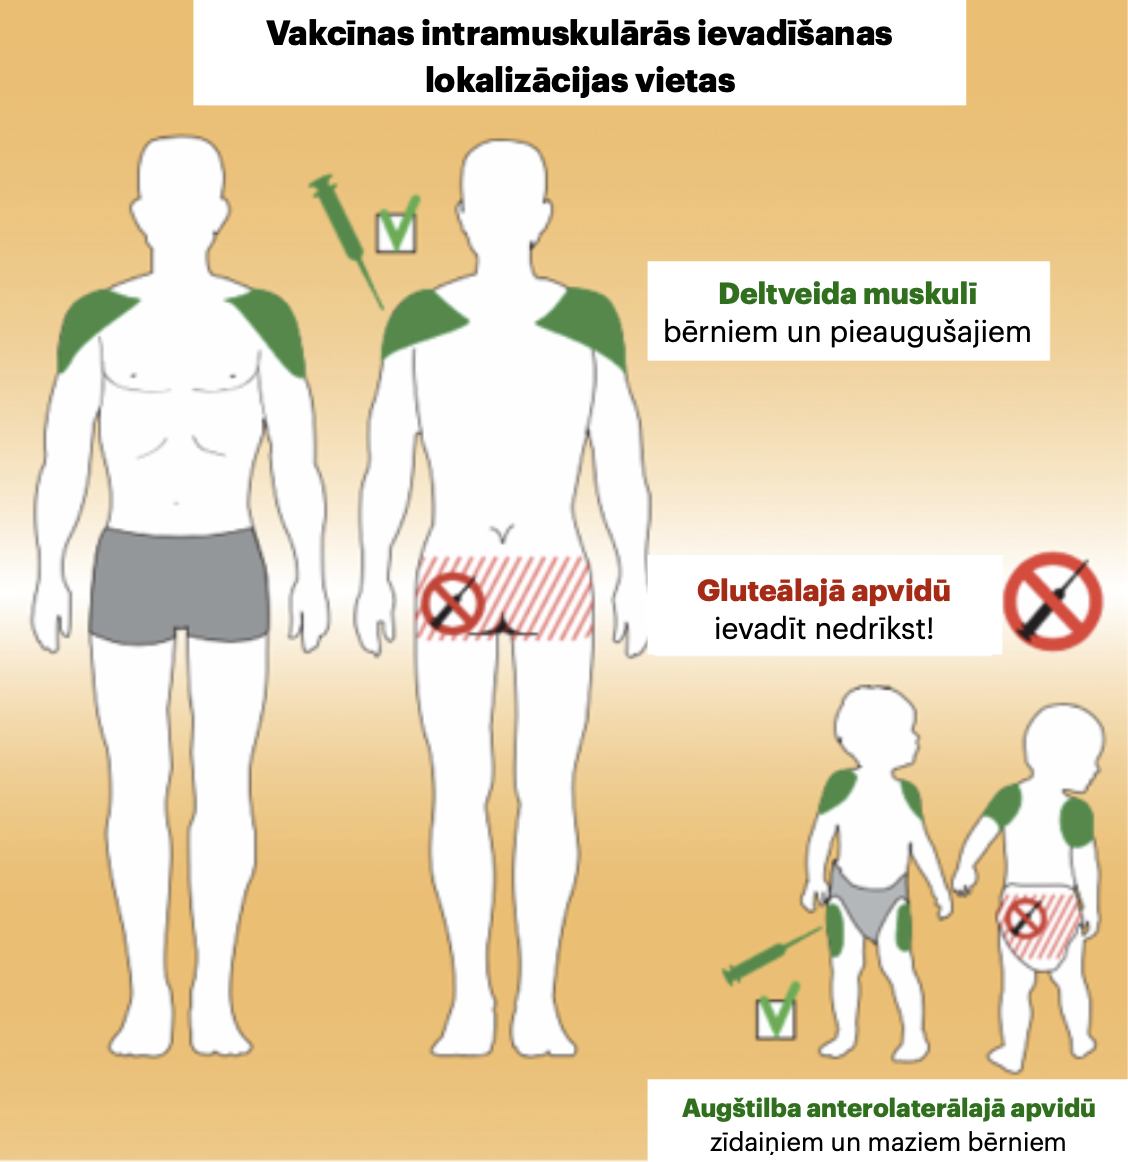 Vakcīnas intramuskulārās ievadīšanas
lokalizācijas vietas
Deltveida muskulī
bērniem un pieaugušajiem
Gluteālajā apvidū
ievadīt nedrīkst!
Augštilba anterolaterālajā apvidū
zīdaiņiem un maziem bērniem